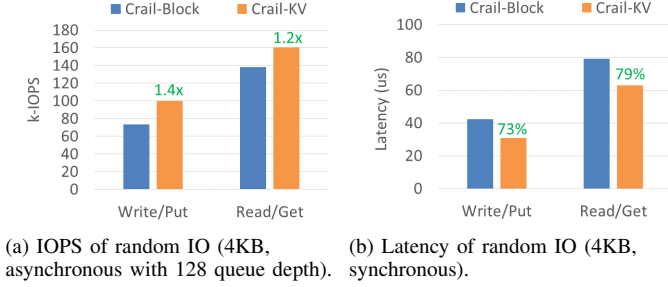 Crail-Block Crail-KV
180
160
140
120
100
80
60
40
20
0
k-IOPS
1.4x
1.2x
Write/Put Read/Get
(a) IOPS of random IO (4KB,
asynchronous with 128 queue depth).
Crail-Block Crail-KV
100
80
60
40
20
0
Latency (us)
73%
79%
Write/Put Read/Get
(b) Latency of random IO (4KB,
synchronous).